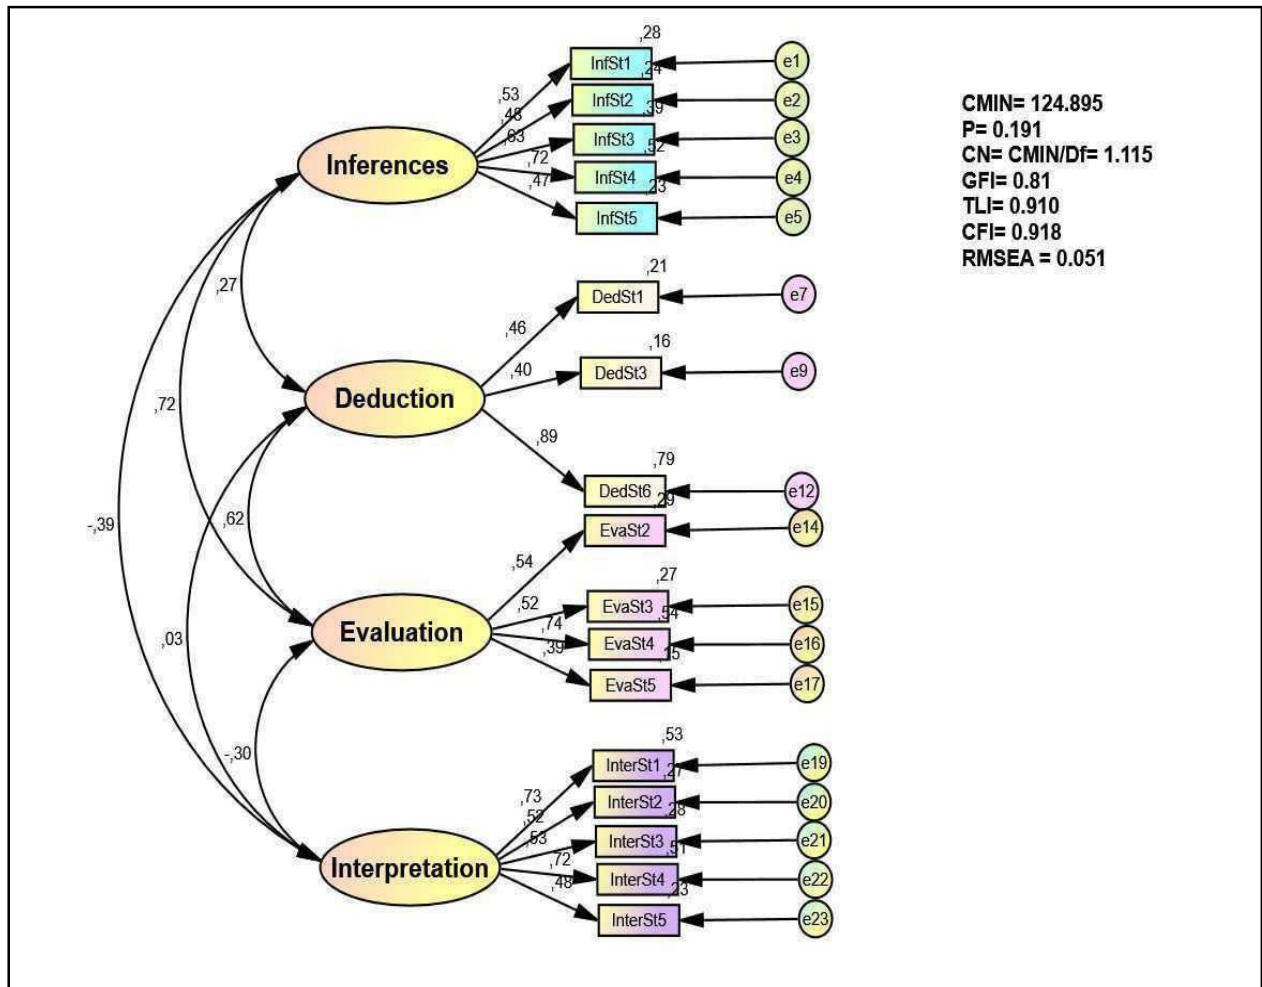 ,28
InfSt1
e1
,24
,53
InfSt2
e2
,48
,39
InfSt3
e3
,63
,52
InfSt4
e4
,72
,23
InfSt5
e5
,47
Inferences
CMIN= 124.895
P= 0.191
CN= CMIN/Df= 1.115
GFI= 0.81
TLI= 0.910
CFI= 0.918
RMSEA = 0.051
,27
,21
DedSt1
e7
,46
,16
DedSt3
e9
,40
Deduction
,72
,89
,79
DedSt6
e12
,29
EvaSt2
e14
-,39
,62
,54
,27
EvaSt3
e15
,52
,54
EvaSt4
e16
,74
,15
EvaSt5
e17
,39
Evaluation
,03
-,30
,53
InterSt1
e19
,73
,27
InterSt2
e20
,52
,28
InterSt3
e21
,53
,51
InterSt4
e22
,72
,23
InterSt5
e23
,48
Interpretation